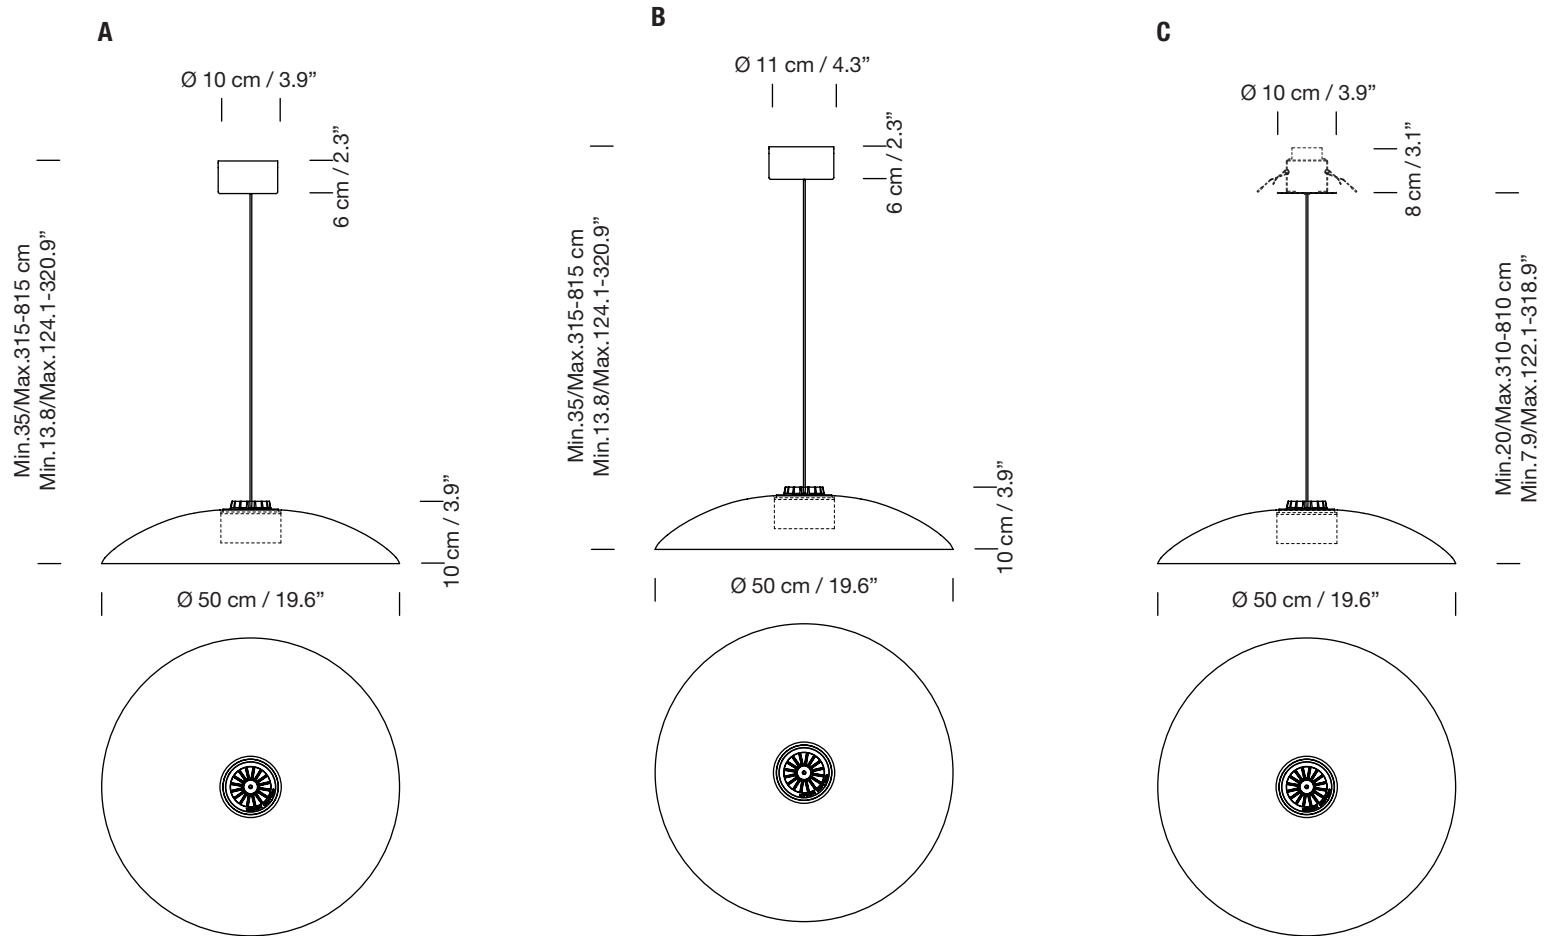 A
Ø 10 cm / 3.9”
6 cm / 2.3”
Min.35/Max.315-815 cm
Min.13.8/Max.124.1-320.9”
10 cm / 3.9”
Ø 50 cm / 19.6”
B
Ø 11 cm / 4.3”
6 cm / 2.3”
Min.35/Max.315-815 cm
Min.13.8/Max.124.1-320.9”
10 cm / 3.9”
Ø 50 cm / 19.6”
C
Ø 10 cm / 3.9”
8 cm / 3.1”
Min.20/Max.310-810 cm
Min.7.9/Max.122.1-318.9”
Ø 50 cm / 19.6”